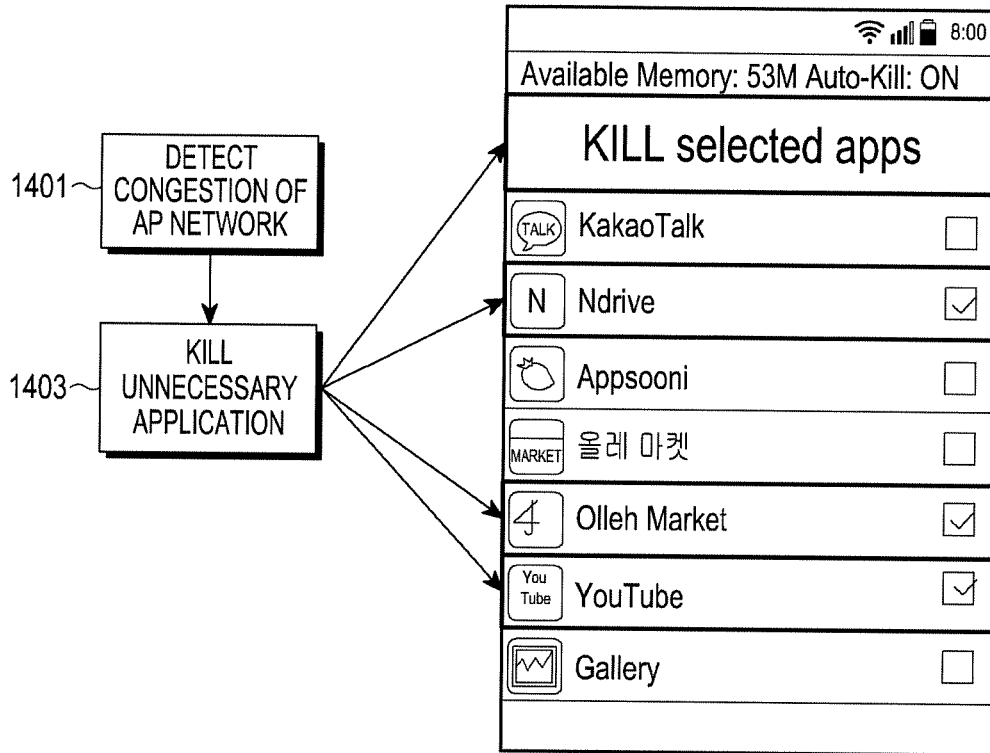 8:00
Available Memory: 53M Auto-Kill: ON
KILL selected apps
1401
DETECT
CONGESTION OF
AP NETWORK
1403
KILL
UNNECESSARY
APPLICATION
TALK
KakaoTalk
N
Ndrive
Appsooni
MARKET
올레 마켓
Olleh Market
You
Tube
YouTube
Gallery